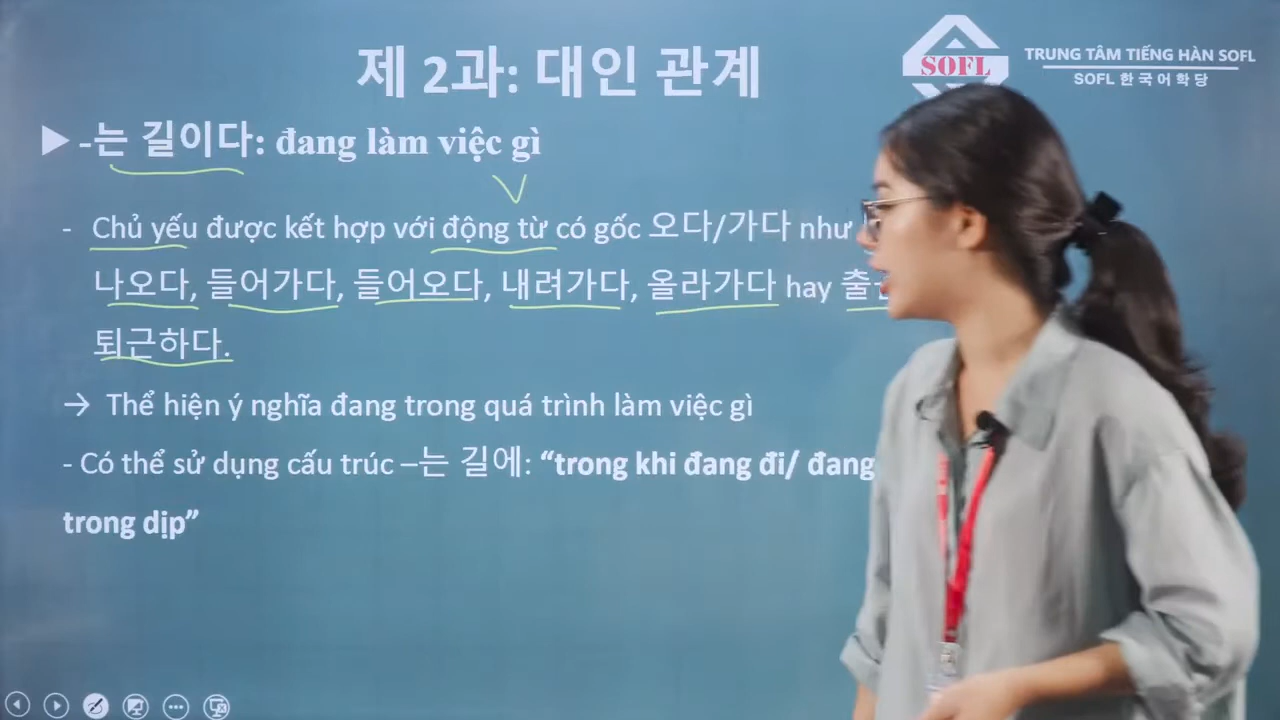 제 2과: 대인 관계
SOFL
TRUNG TÂM TIẾNG HÀN SOFL
SOFL 한국어학당
-는 길이다: đang làm việc gì
V
- Chủ yếu được kết hợp với động từ có gốc 오다/가다 như
나오다, 들어가다, 들어오다, 내려가다, 올라가다 hay
퇴근하다.
→ Thể hiện ý nghĩa đang trong quá trình làm việc gì
- Có thể sử dụng cấu trúc –는 길에: “trong khi đang đi/ đang
trong dịp”